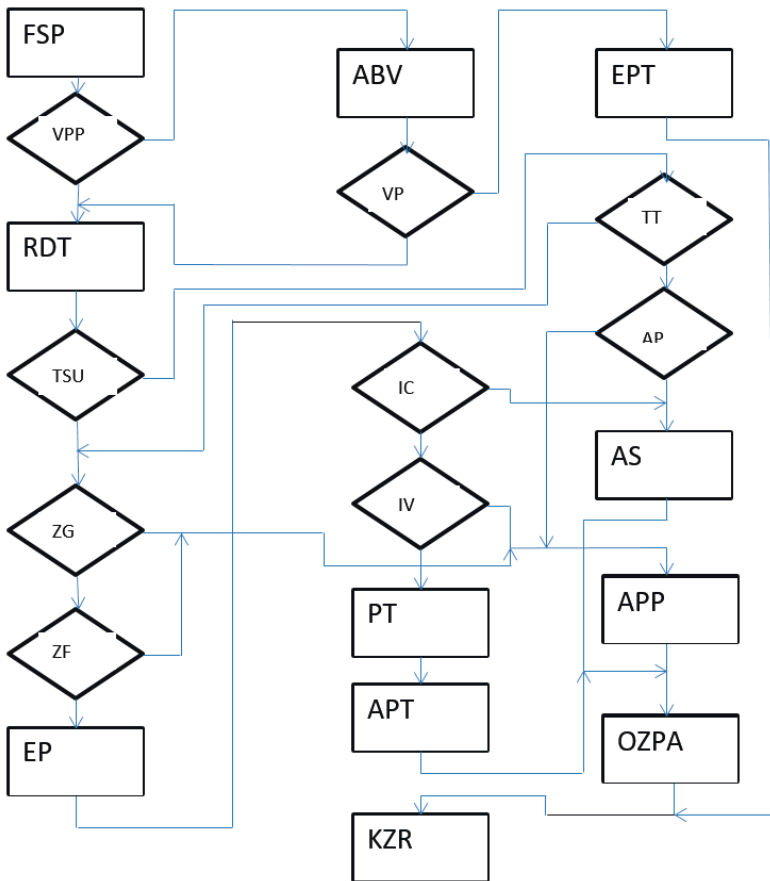 FSP
VPP
RDT
TSU
ZG
ZF
EP
ABV
VP
IC
IV
PT
APT
KZR
EPT
TT
AP
AS
APP
OZPA